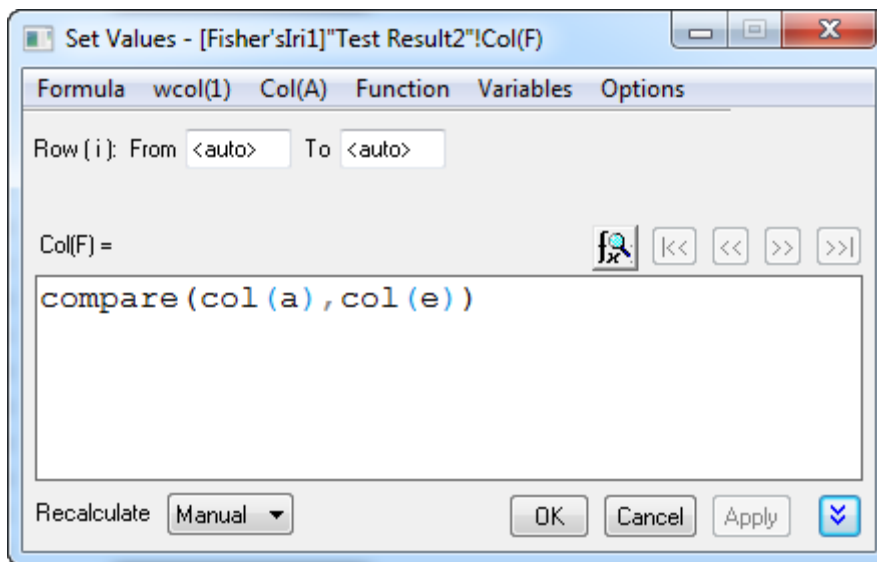 Set Values - [Fisher'sIri1]"Test Result2"!Col(F)
Formula wcol(1) Col(A) Function Variables Options
Row ( i ): From <auto> To <auto>
Col(F) =
fx |<< << >> >>|
compare(col(a),col(e))
Recalculate Manual OK Cancel Apply